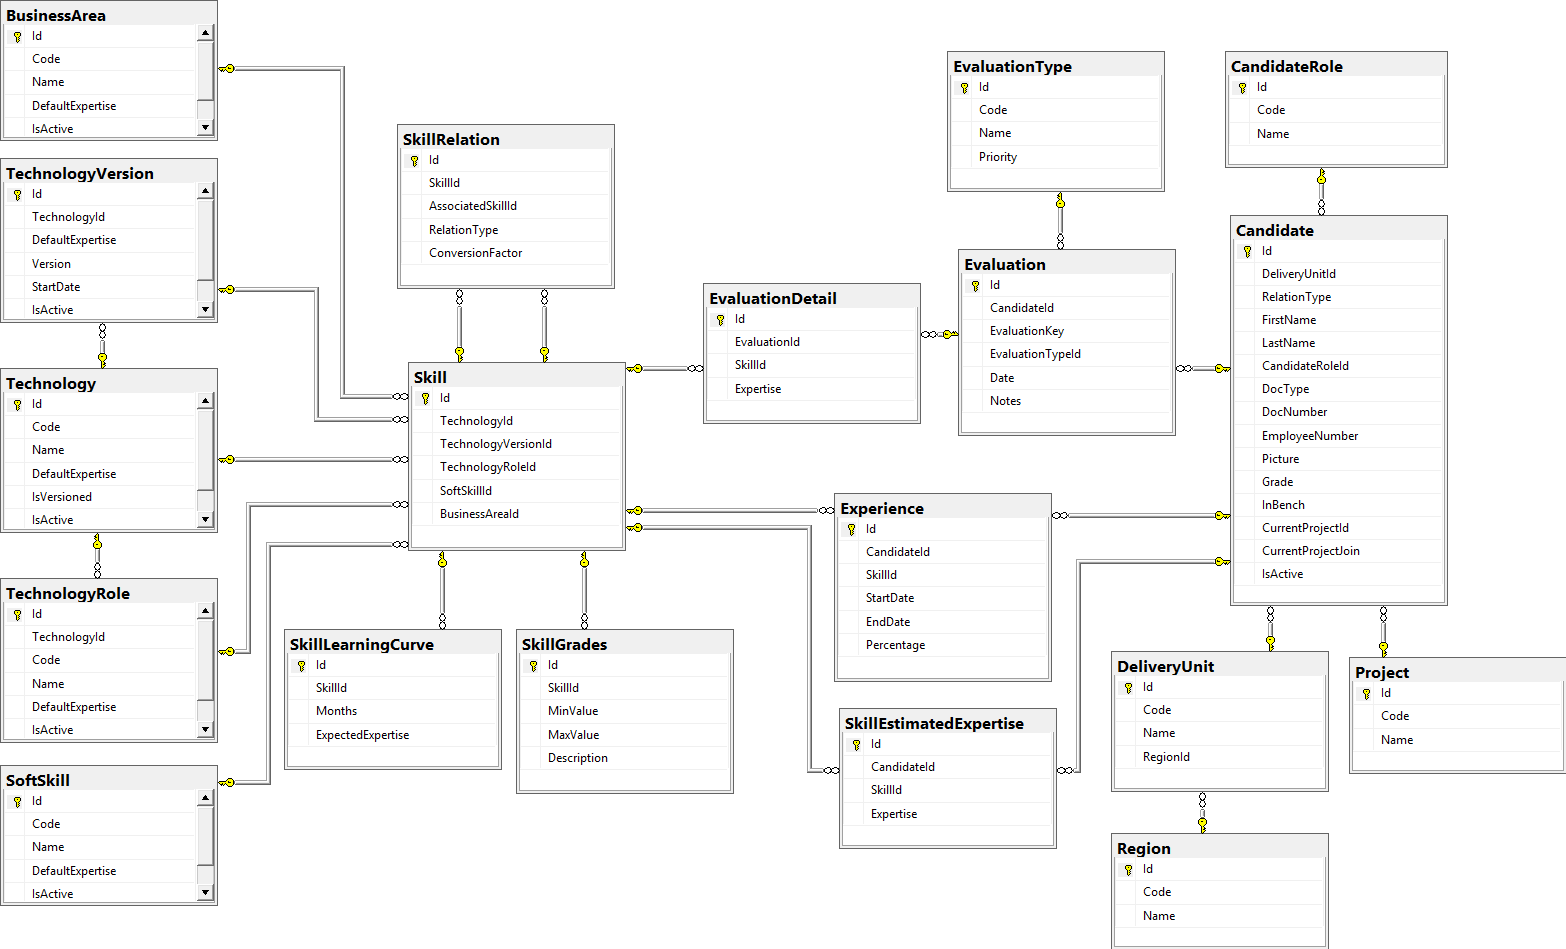 BusinessArea
Id
Code
Name
DefaultExpertise
IsActive
TechnologyVersion
Id
TechnologyId
DefaultExpertise
Version
StartDate
IsActive
Technology
Id
Code
Name
DefaultExpertise
IsVersioned
IsActive
TechnologyRole
Id
TechnologyId
Code
Name
DefaultExpertise
IsActive
SoftSkill
Id
Code
Name
DefaultExpertise
IsActive
SkillRelation
Id
SkillId
AssociatedSkillId
RelationType
ConversionFactor
Skill
Id
TechnologyId
TechnologyVersionId
TechnologyRoleId
SoftSkillId
BusinessAreaId
SkillLearningCurve
Id
SkillId
Months
ExpectedExpertise
SkillGrades
Id
SkillId
MinValue
MaxValue
Description
EvaluationDetail
Id
EvaluationId
SkillId
Expertise
EvaluationType
Id
Code
Name
Priority
Evaluation
Id
CandidateId
EvaluationKey
EvaluationTypeId
Date
Notes
Experience
Id
CandidateId
SkillId
StartDate
EndDate
Percentage
SkillEstimatedExpertise
Id
CandidateId
SkillId
Expertise
CandidateRole
Id
Code
Name
Candidate
Id
DeliveryUnitId
RelationType
FirstName
LastName
CandidateRoleId
DocType
DocNumber
EmployeeNumber
Picture
Grade
InBench
CurrentProjectId
CurrentProjectJoin
IsActive
DeliveryUnit
Id
Code
Name
RegionId
Project
Id
Code
Name
Region
Id
Code
Name